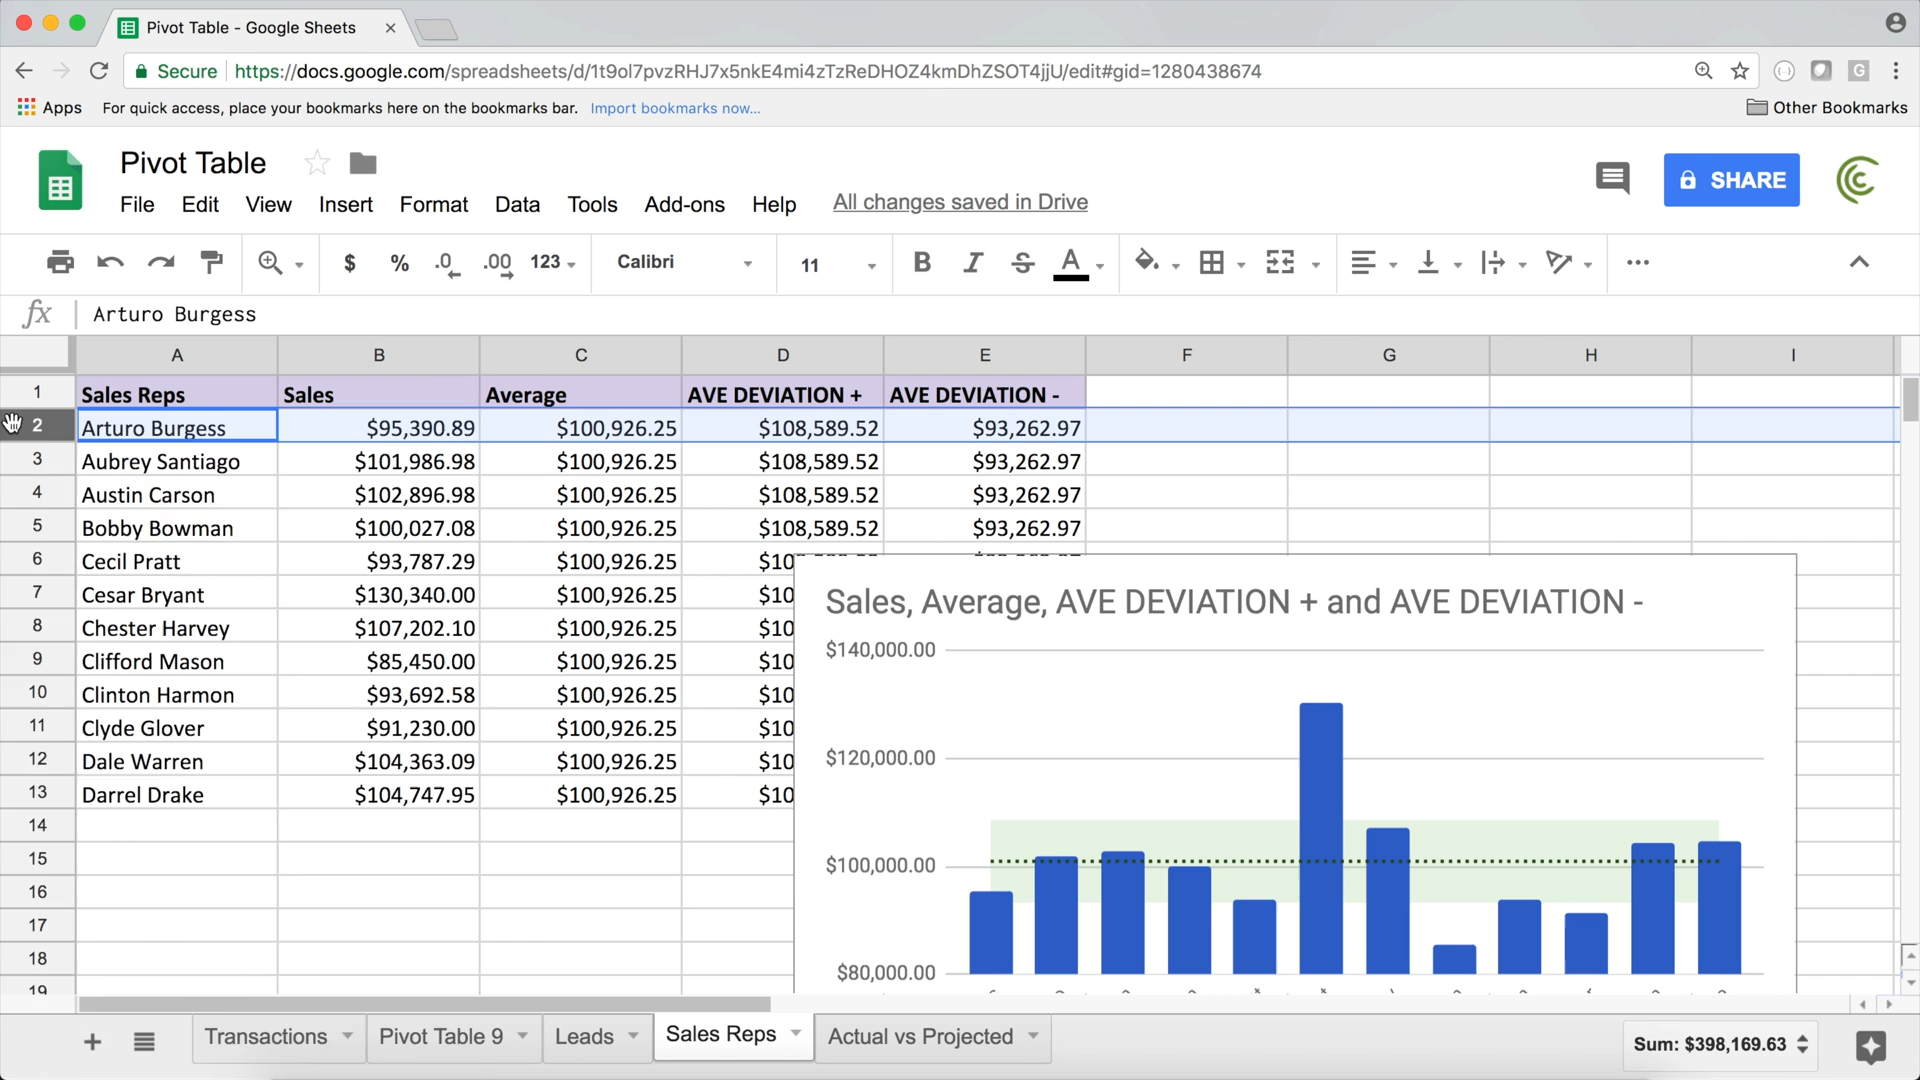 Pivot Table - Google Sheets
Secure https://docs.google.com/spreadsheets/d/1t9ol7pvzRHJ7x5nkE4mi4zTzReDHOZ4kmDhZSOT4jjU/edit#gid=1280438674
Apps For quick access, place your bookmarks here on the bookmarks bar. Import bookmarks now... Other Bookmarks
Pivot Table
File Edit View Insert Format Data Tools Add-ons Help All changes saved in Drive
SHARE
$ % .0 .00 123 Calibri 11 B I S A
fx Arturo Burgess
A B C D E F G H I
1 Sales Reps Sales Average AVE DEVIATION + AVE DEVIATION -
2 Arturo Burgess $95,390.89 $100,926.25 $108,589.52 $93,262.97
3 Aubrey Santiago $101,986.98 $100,926.25 $108,589.52 $93,262.97
4 Austin Carson $102,896.98 $100,926.25 $108,589.52 $93,262.97
5 Bobby Bowman $100,027.08 $100,926.25 $108,589.52 $93,262.97
6 Cecil Pratt $93,787.29 $100,926.25 $10
7 Cesar Bryant $130,340.00 $100,926.25 $10
8 Chester Harvey $107,202.10 $100,926.25 $10
9 Clifford Mason $85,450.00 $100,926.25 $10
10 Clinton Harmon $93,692.58 $100,926.25 $10
11 Clyde Glover $91,230.00 $100,926.25 $10
12 Dale Warren $104,363.09 $100,926.25 $10
13 Darrel Drake $104,747.95 $100,926.25 $10
14
15
16
17
18
19
Sales, Average, AVE DEVIATION + and AVE DEVIATION -
$140,000.00
$120,000.00
$100,000.00
$80,000.00
Transactions Pivot Table 9 Leads Sales Reps Actual vs Projected
Sum: $398,169.63